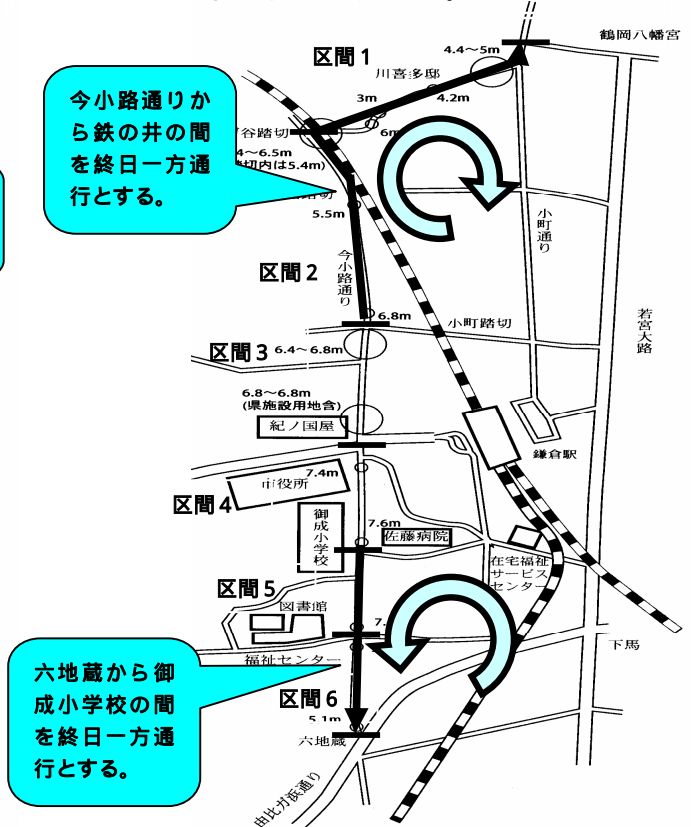 鶴岡八幡宮
区間1
4.4～5m
川喜多邸
3m
4.2m
今小路通りか
ら鉄の井の間
を終日一方通
行とする。
谷踏切
6m
4～6.5m
切内は5.4m)
5.5m
小町通り
今小路通り
区間2
6.8m
小町踏切
若宮大路
区間3
6.4～6.8m
6.8～6.8m
(県施設用地含)
紀ノ国屋
鎌倉駅
7.4m
市役所
区間4
御成小学校
7.6m
佐藤病院
在宅福祉
サービス
センター
区間5
図書館
7.
下馬
福祉センター
六地蔵から御
成小学校の間
を終日一方通
行とする。
区間6
5.1m
六地蔵
由比ガ浜通り